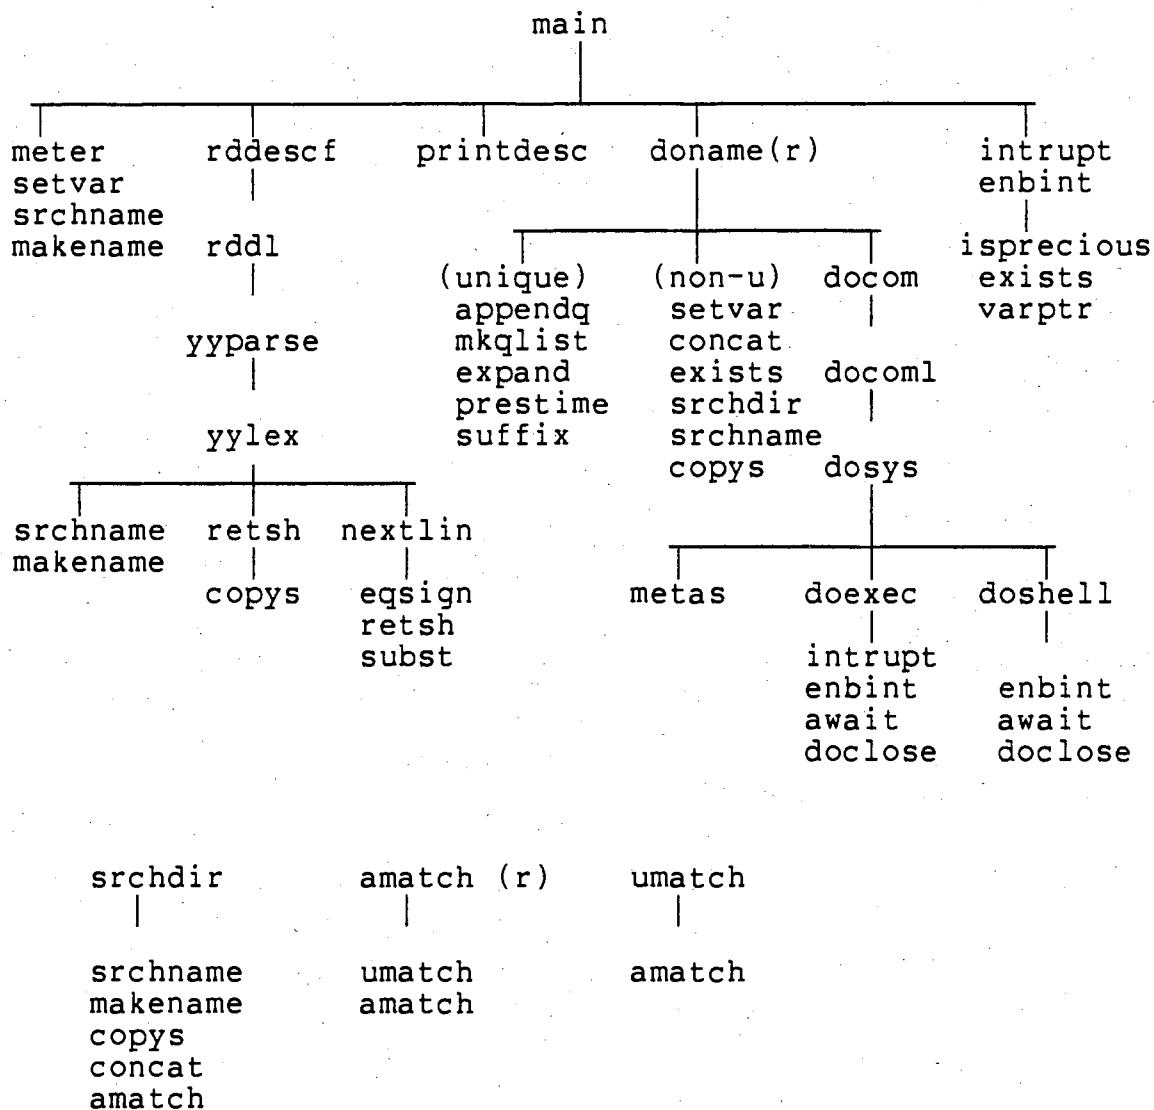 main
meter rddescf printdesc doname(r) intrupt
setvar enbint
srchname
makename rddl isprecious
(unique) (non-u) docom exists
appendq setvar varptr
yyparse mkqlist concat
expand exists docoml
prestime srchdir
yylex suffix srchname
copys dosys
srchname retsh nextlin
makename
copys eqsign metas doexec doshell
retsh
subst intrupt
enbint enbint
await await
doclose doclose
srchdir amatch (r) umatch
srchname umatch amatch
makename amatch
copys
concat
amatch